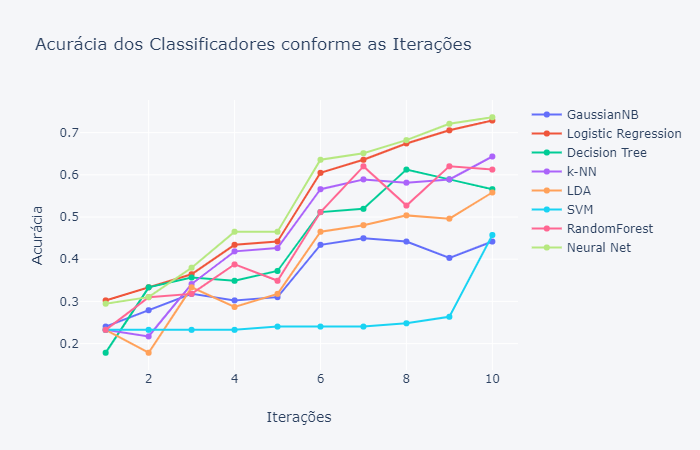 Acurácia dos Classificadores conforme as Iterações
Acurácia
0.7
0.6
0.5
0.4
0.3
0.2
2 4 6 8 10
Iterações
GaussianNB
Logistic Regression
Decision Tree
k-NN
LDA
SVM
RandomForest
Neural Net